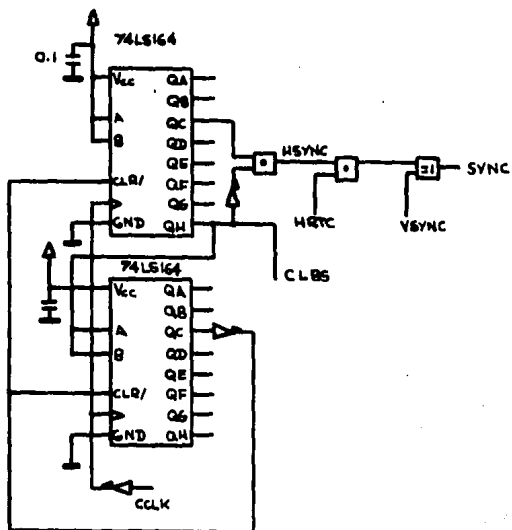 74LS164
0.1
Vcc QA
QB
A QC
B QD
QE
CLR/ QF
QG
GND QH
HSYNC
HRTC
≥1
SYNC
VSYNC
CLBS
74LS164
Vcc QA
QB
A QC
B QD
QE
CLR/ QF
QG
GND QH
CCLK